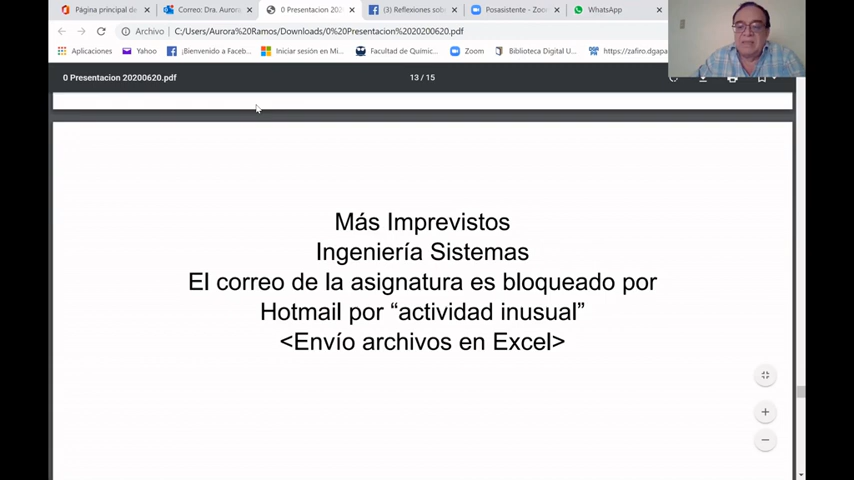 Página principal de
Correo: Dra. Auror
0 Presentacion 202
(3) Reflexiones sob
Posasistente - Zoo
WhatsApp
Archivo | C:/Users/Aurora%20Ramos/Downloads/0%20Presentacion%2020200620.pdf
Aplicaciones
Yahoo
¡Bienvenido a Faceb...
Iniciar sesión en Mi...
Facultad de Químic...
Zoom
Biblioteca Digital U...
https://zafiro.dgapa
0 Presentacion 20200620.pdf
13 / 15
Más Imprevistos
Ingeniería Sistemas
El correo de la asignatura es bloqueado por
Hotmail por “actividad inusual”
<Envío archivos en Excel>